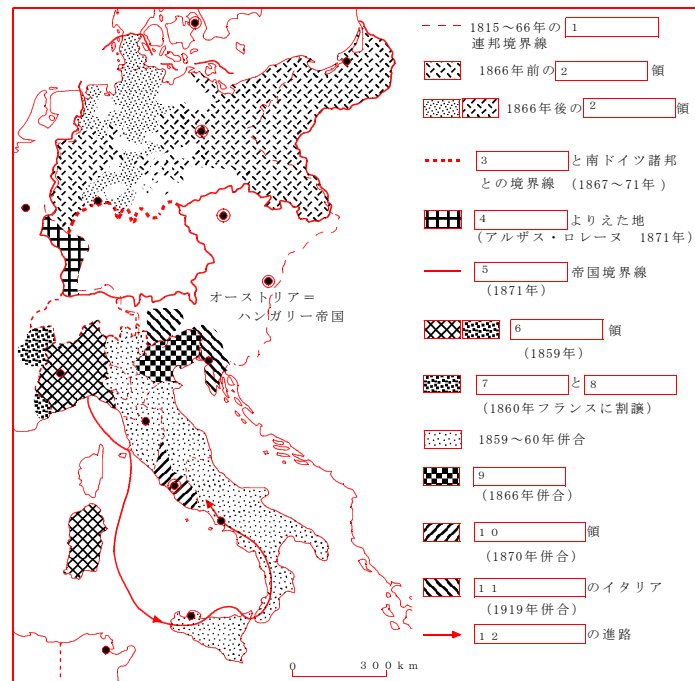 1815～66年の 1
連邦境界線
1866年前の 2 領
1866年後の 2 領
3 と南ドイツ諸邦
との境界線 (1867～71年)
4 よりえた地
(アルザス・ロレーヌ 1871年)
5 帝国境界線
(1871年)
オーストリア＝
ハンガリー帝国
6 領
(1859年)
7 と 8
(1860年フランスに割譲)
1859～60年併合
9
(1866年併合)
10 領
(1870年併合)
11 のイタリア
(1919年併合)
12 の進路
0 300km